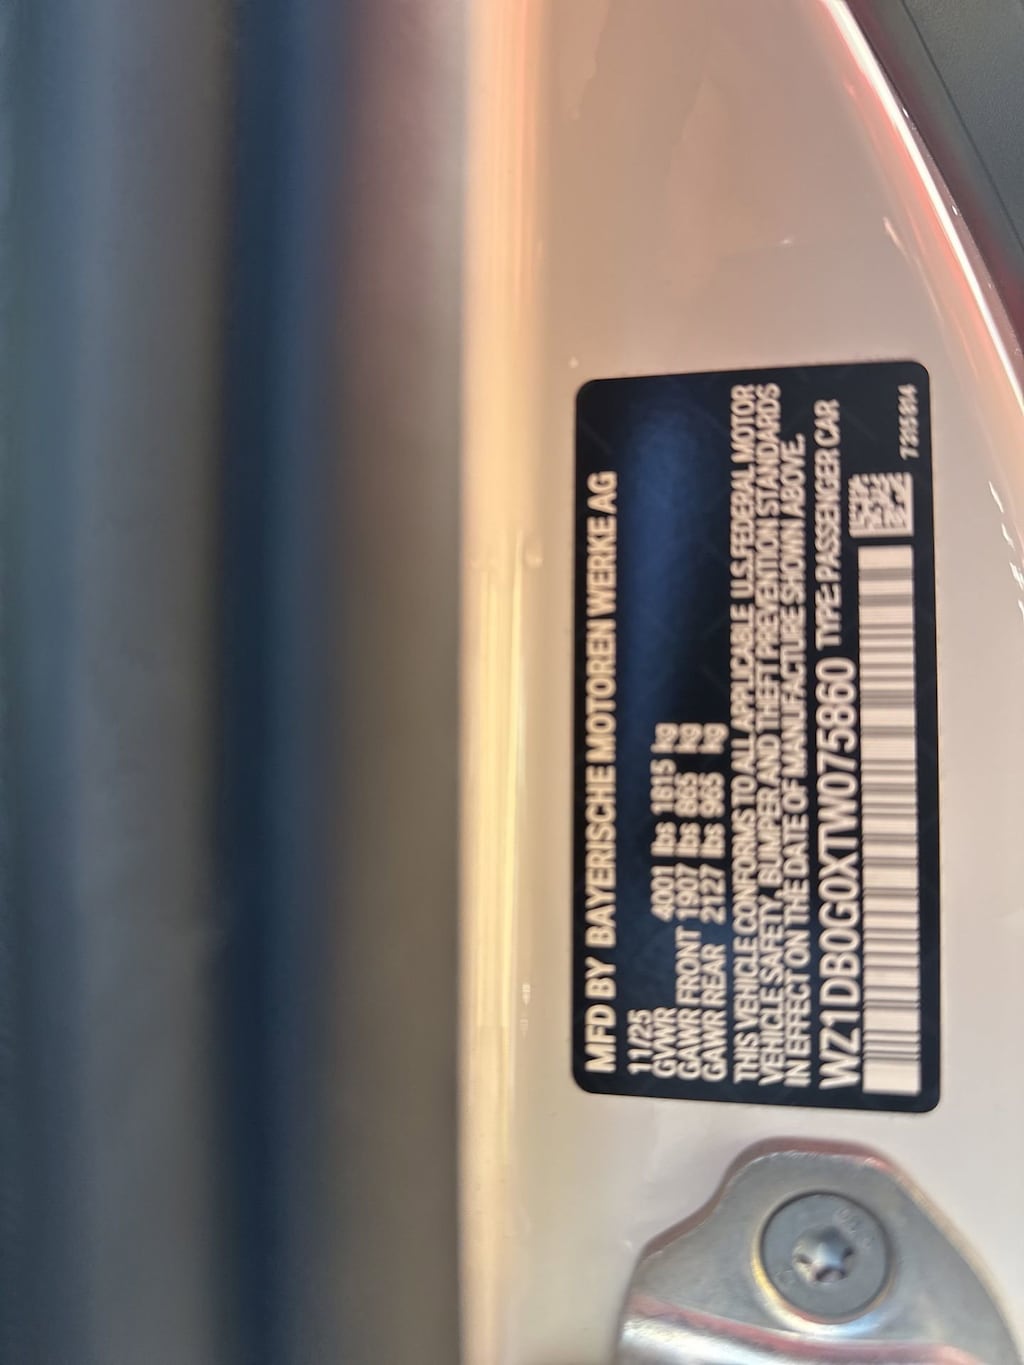 MFD BY BAYERISCHE MOTOREN WERKE AG
11/25
GVWR 4001 lbs 1815 kg
GAWR FRONT 1907 lbs 865 kg
GAWR REAR 2127 lbs 965 kg
THIS VEHICLE CONFORMS TO ALL APPLICABLE U.S.FEDERAL MOTOR
VEHICLE SAFETY, BUMPER AND THEFT PREVENTION STANDARDS
IN EFFECT ON THE DATE OF MANUFACTURE SHOWN ABOVE.
WZ1DB0G0XTW075860 TYPE:PASSENGER CAR